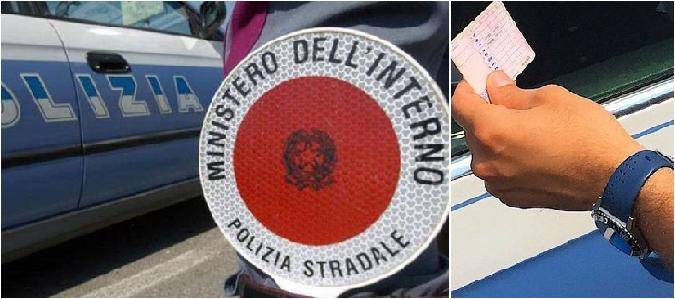 POLIZIA
MINISTERO DELL'INTERNO
POLIZIA STRADALE